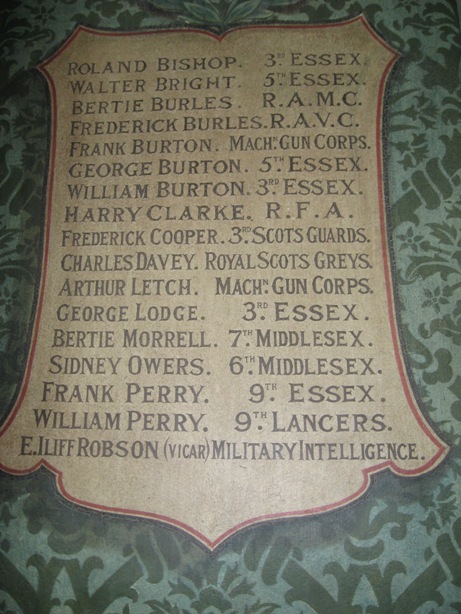 ROLAND BISHOP. 3RD ESSEX.
WALTER BRIGHT. 5TH ESSEX.
BERTIE BURLES. R.A.M.C.
FREDERICK BURLES. R.A.V.C.
FRANK BURTON. MACHN. GUN CORPS.
GEORGE BURTON. 5TH ESSEX.
WILLIAM BURTON. 3RD ESSEX.
HARRY CLARKE. R.F.A.
FREDERICK COOPER. 3RD SCOTS GUARDS.
CHARLES DAVEY. ROYAL SCOTS GREYS.
ARTHUR LETCH. MACHN. GUN CORPS.
GEORGE LODGE. 3RD ESSEX.
BERTIE MORRELL. 7TH MIDDLESEX.
SIDNEY OWERS. 6TH MIDDLESEX.
FRANK PERRY. 9TH ESSEX.
WILLIAM PERRY. 9TH LANCERS.
E. ILIFF ROBSON (VICAR) MILITARY INTELLIGENCE.